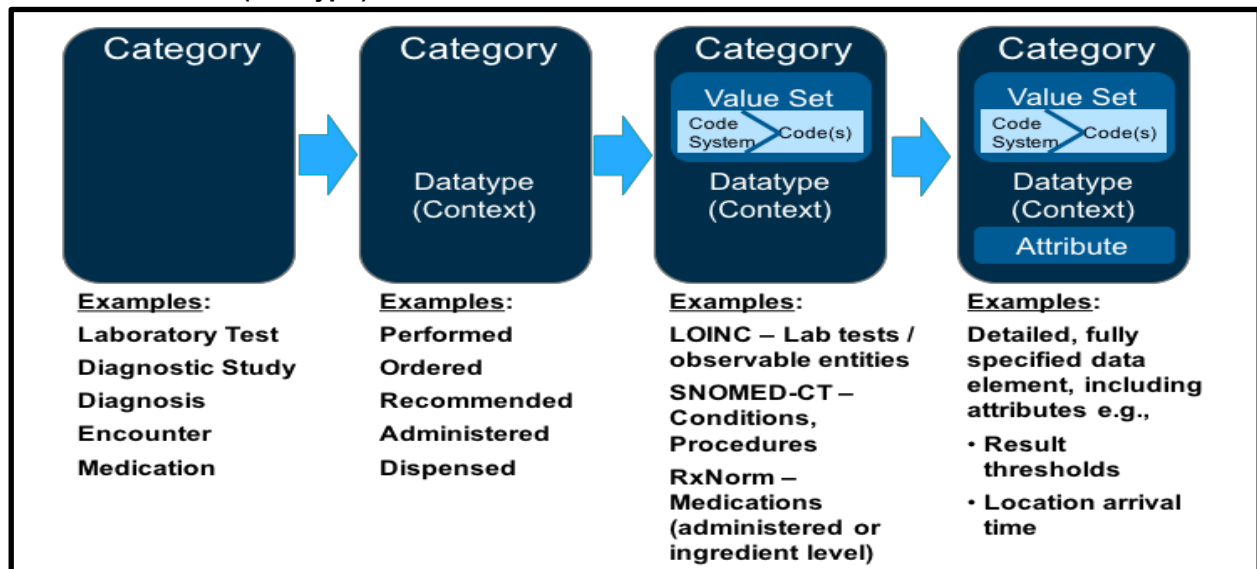 Category
Category
Datatype
(Context)
Category
Value Set
Code
System
Code(s)
Datatype
(Context)
Category
Value Set
Code
System
Code(s)
Datatype
(Context)
Attribute
Examples:
Laboratory Test
Diagnostic Study
Diagnosis
Encounter
Medication
Examples:
Performed
Ordered
Recommended
Administered
Dispensed
Examples:
LOINC – Lab tests /
observable entities
SNOMED-CT –
Conditions,
Procedures
RxNorm –
Medications
(administered or
ingredient level)
Examples:
Detailed, fully
specified data
element, including
attributes e.g.,
• Result
thresholds
• Location arrival
time